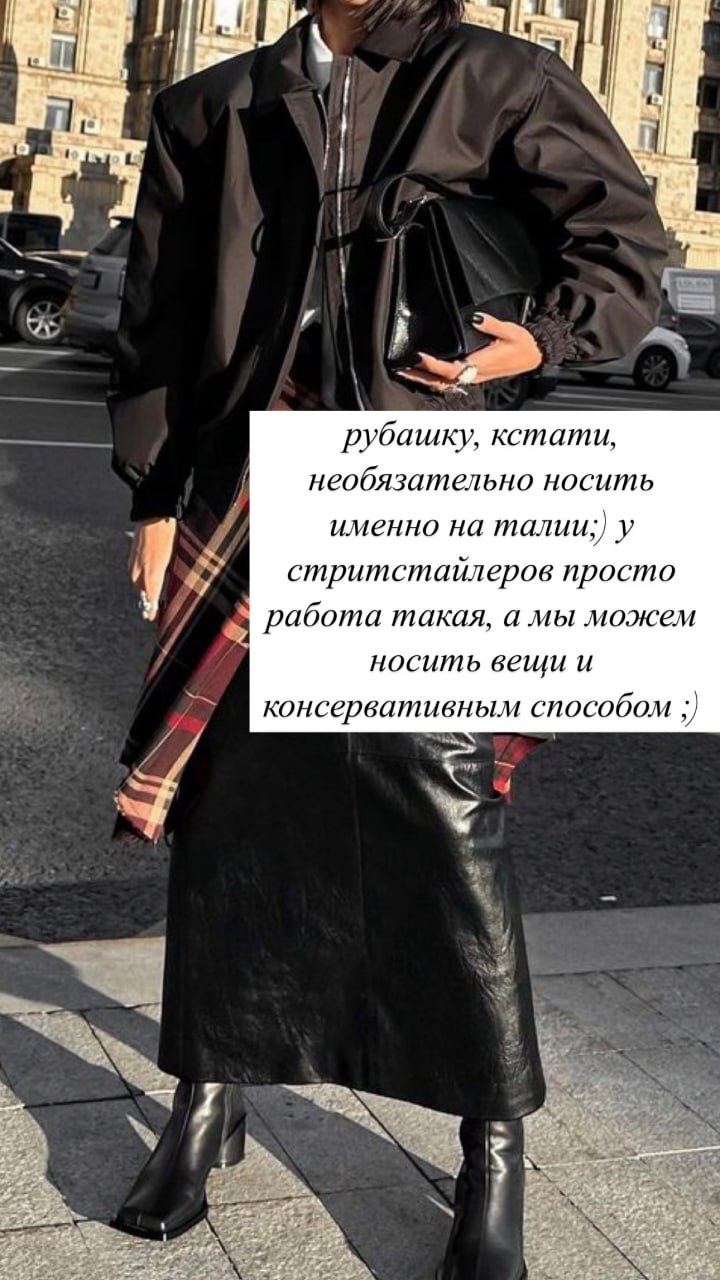 рубашку, кстати,
необязательно носить
именно на талии;) у
стритстайлеров просто
работа такая, а мы можем
носить вещи и
консервативным способом ;)